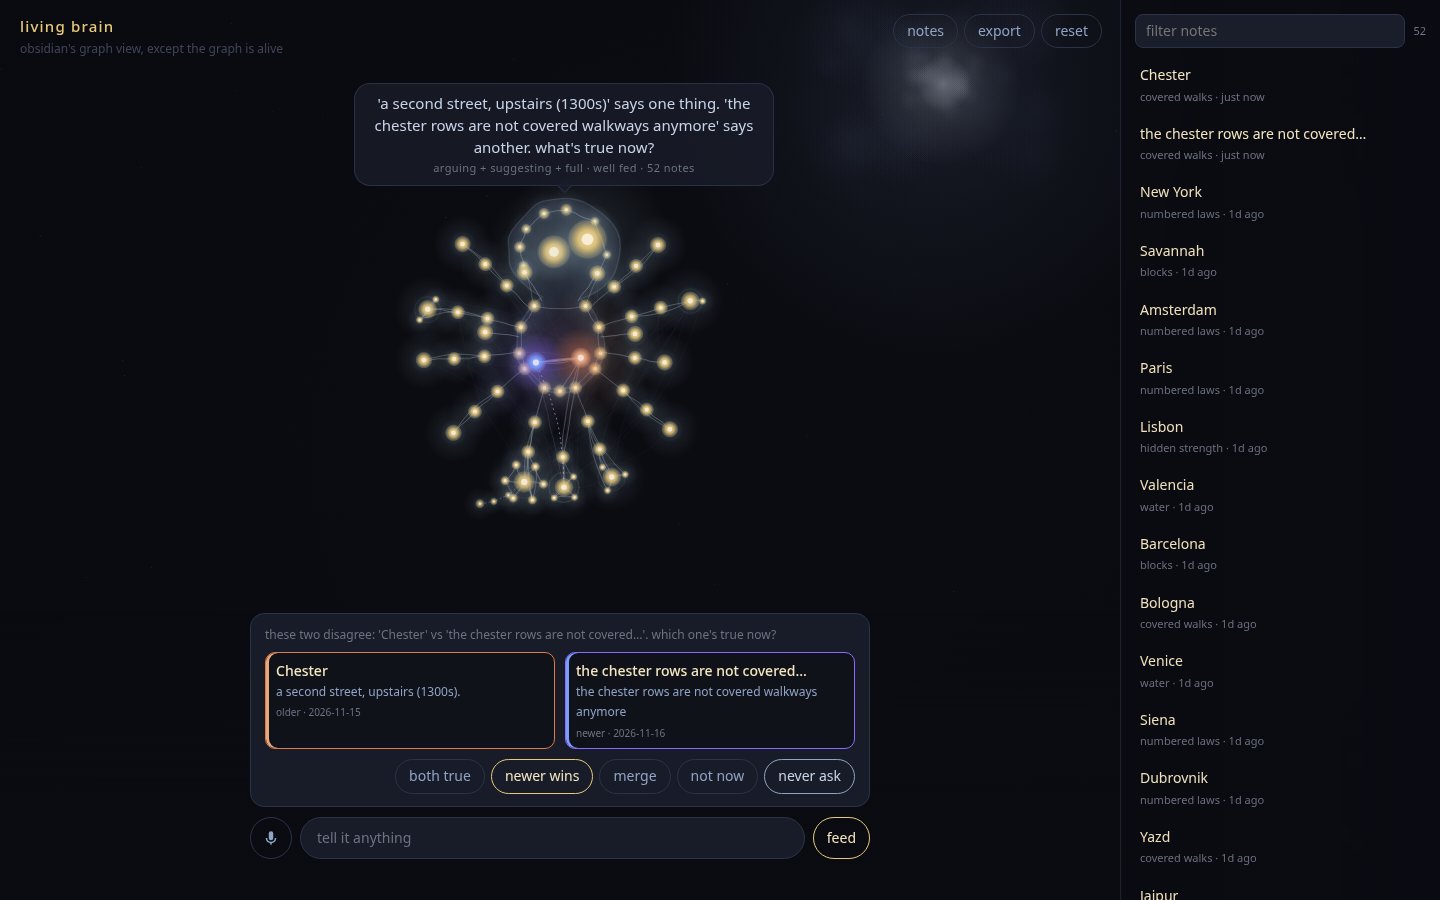 living brain
obsidian's graph view, except the graph is alive
notes
export
reset
'a second street, upstairs (1300s)' says one thing. 'the
chester rows are not covered walkways anymore' says
another. what's true now?
arguing + suggesting + full · well fed · 52 notes
these two disagree: 'Chester' vs 'the chester rows are not covered…'. which one's true now?
Chester
a second street, upstairs (1300s).
older · 2026-11-15
the chester rows are not covered…
the chester rows are not covered walkways
anymore
newer · 2026-11-16
both true
newer wins
merge
not now
never ask
tell it anything
feed
filter notes
52
Chester
covered walks · just now
the chester rows are not covered…
covered walks · just now
New York
numbered laws · 1d ago
Savannah
blocks · 1d ago
Amsterdam
numbered laws · 1d ago
Paris
numbered laws · 1d ago
Lisbon
hidden strength · 1d ago
Valencia
water · 1d ago
Barcelona
blocks · 1d ago
Bologna
covered walks · 1d ago
Venice
water · 1d ago
Siena
numbered laws · 1d ago
Dubrovnik
numbered laws · 1d ago
Yazd
covered walks · 1d ago
Jaipur